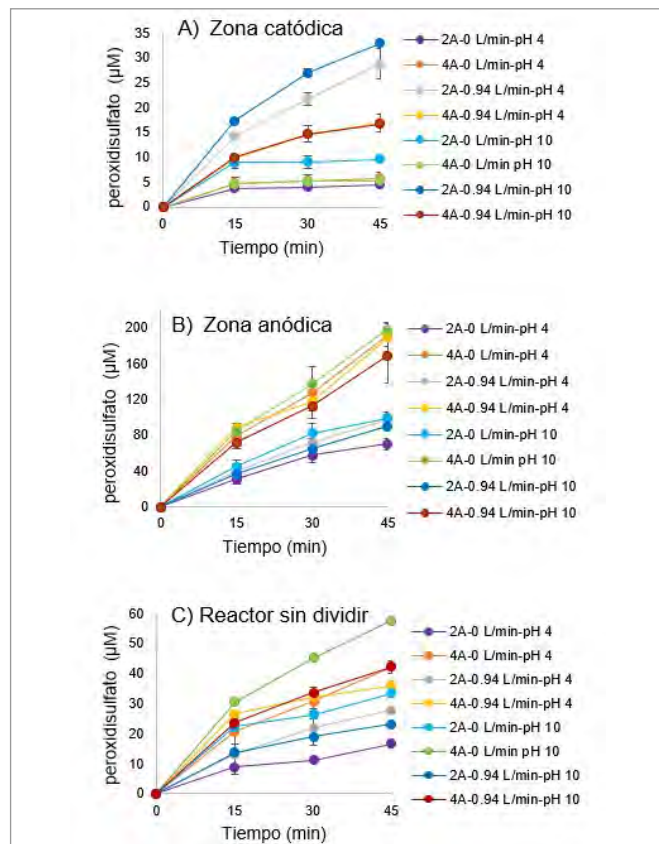 A) Zona catódica
peroxidisulfato (µM)
35
30
25
20
15
10
5
0
0 15 30 45
Tiempo (min)
2A-0 L/min-pH 4
4A-0 L/min-pH 4
2A-0.94 L/min-pH 4
4A-0.94 L/min-pH 4
2A-0 L/min-pH 10
4A-0 L/min pH 10
2A-0.94 L/min-pH 10
4A-0.94 L/min-pH 10
B) Zona anódica
peroxidisulfato (µM)
200
160
120
80
40
0
0 15 30 45
Tiempo (min)
2A-0 L/min-pH 4
4A-0 L/min-pH 4
2A-0.94 L/min-pH 4
4A-0.94 L/min-pH 4
2A-0 L/min-pH 10
4A-0 L/min pH 10
2A-0.94 L/min-pH 10
4A-0.94 L/min-pH 10
C) Reactor sin dividir
peroxidisulfato (µM)
60
50
40
30
20
10
0
0 15 30 45
Tiempo (min)
2A-0 L/min-pH 4
4A-0 L/min-pH 4
2A-0.94 L/min-pH 4
4A-0.94 L/min-pH 4
2A-0 L/min-pH 10
4A-0 L/min pH 10
2A-0.94 L/min-pH 10
4A-0.94 L/min-pH 10